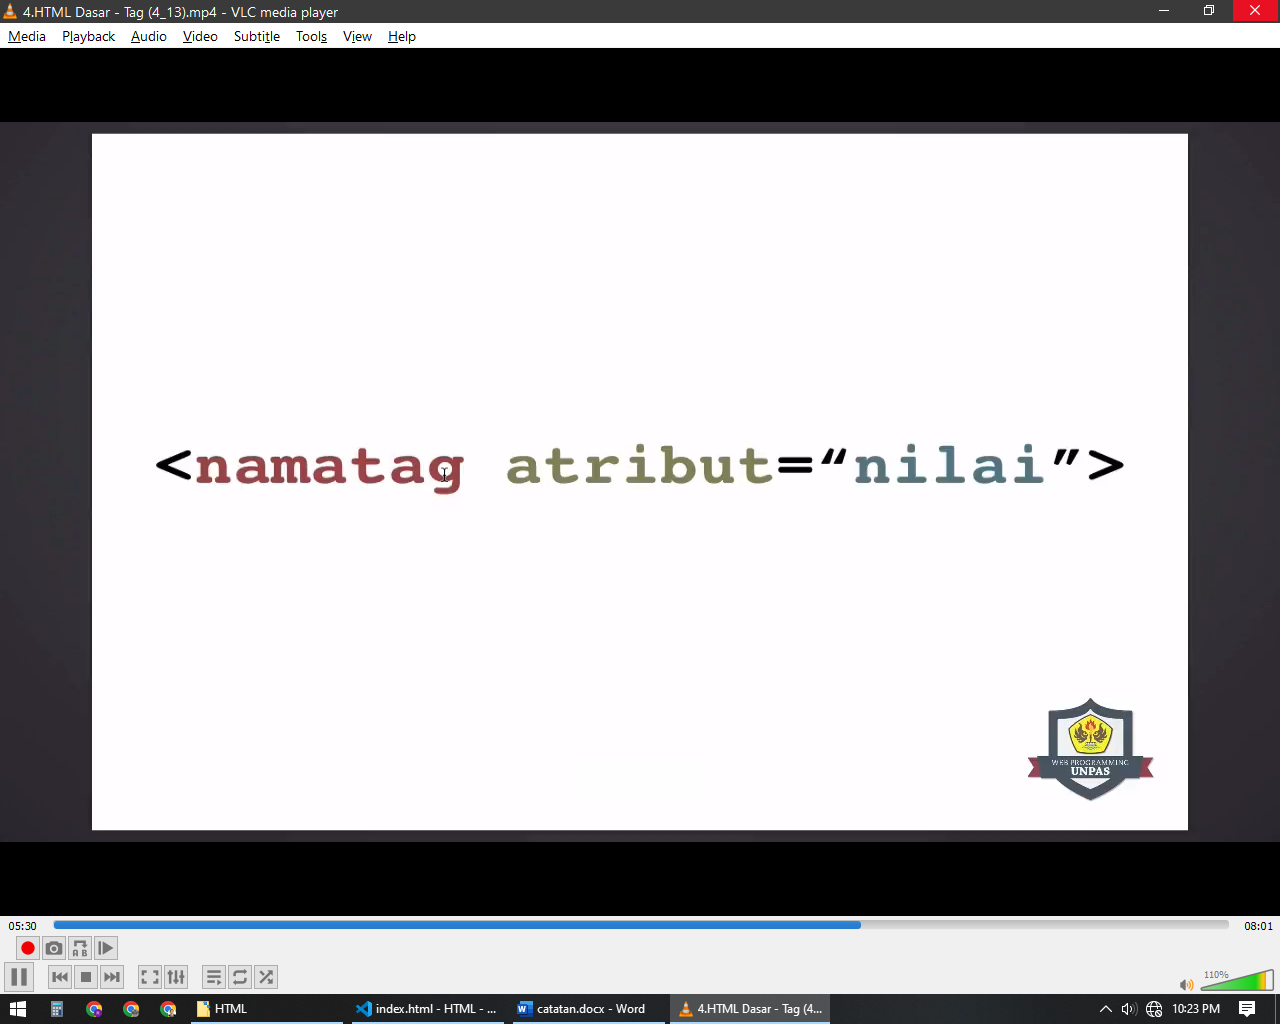 4.HTML Dasar - Tag (4_13).mp4 - VLC media player
Media Playback Audio Video Subtitle Tools View Help
<namatag atribut=“nilai”>
WEB PROGRAMMING
UNPAS
05:30
08:01
A B
110%
HTML
index.html - HTML - ...
catatan.docx - Word
4.HTML Dasar - Tag (4...
10:23 PM